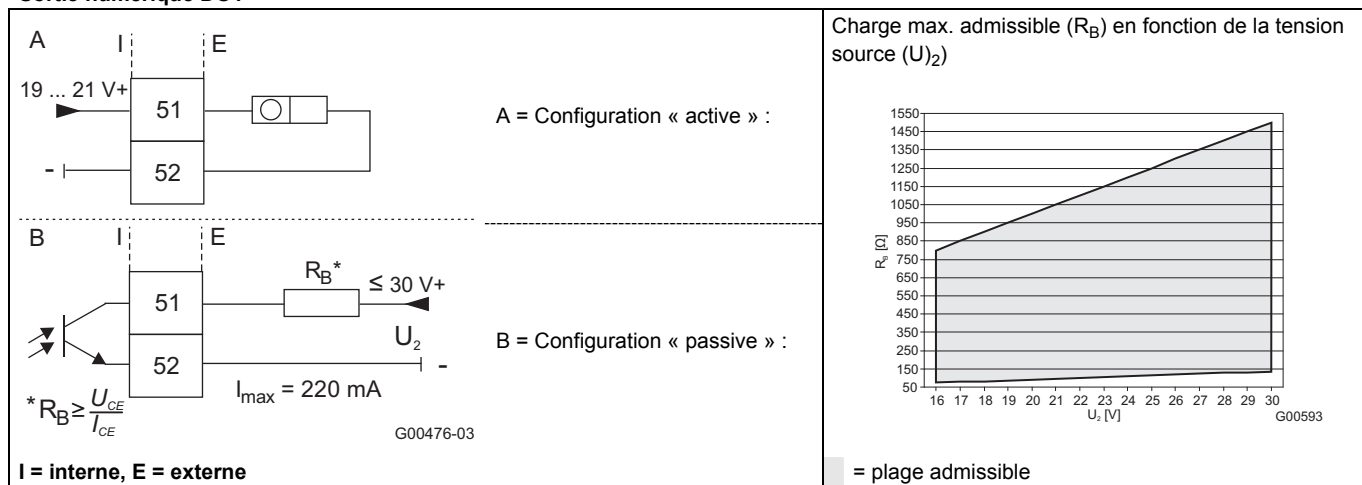 Sortie numérique
A
I
E
19 ... 21 V+
51
-
52
A = Configuration « active » :
B
I
E
R_B*
≤ 30 V+
51
U₂
52
-
I_max = 220 mA
*R_B ≥ U_CE
I_CE
G00476-03
B = Configuration « passive » :
I = interne, E = externe
Charge max. admissible (R_B) en fonction de la tension
source (U)₂)
1550
1450
1350
1250
1150
1050
950
850
750
650
550
450
350
250
150
50
R_B [Ω]
16 17 18 19 20 21 22 23 24 25 26 27 28 29 30
U₂ [V]
G00593
= plage admissible